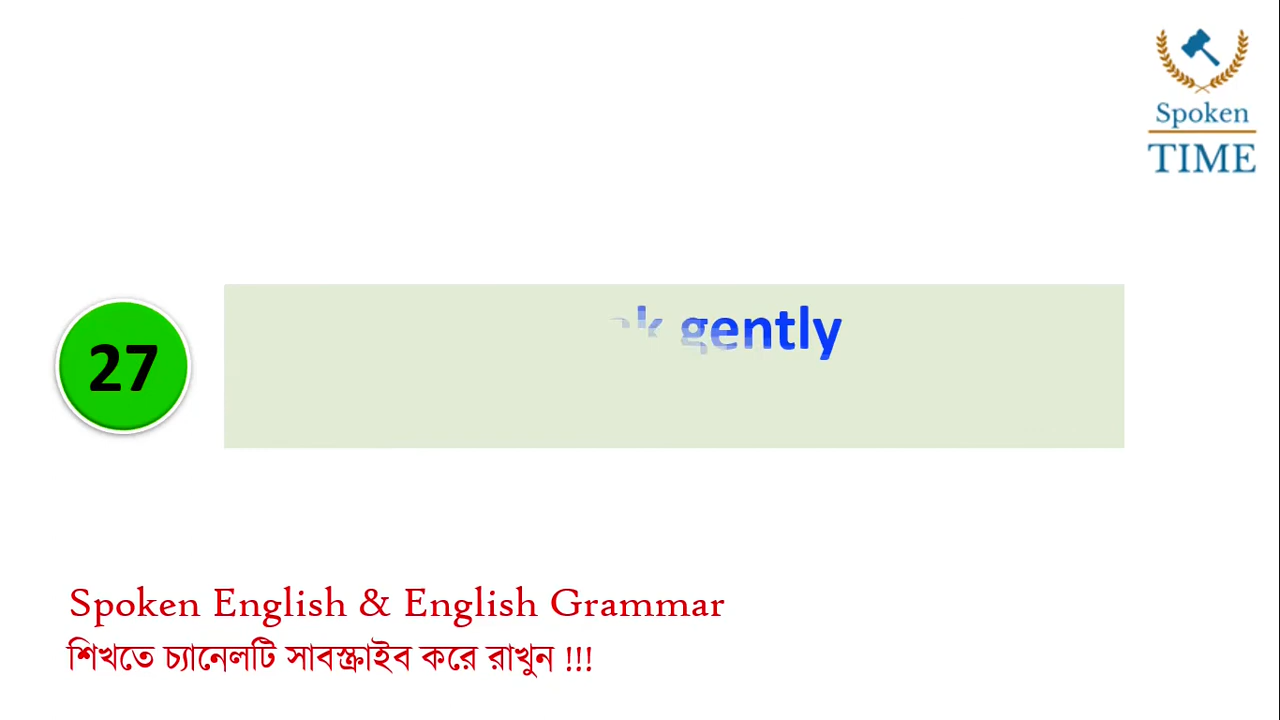 Spoken
TIME
27
gently
Spoken English & English Grammar
শিখতে চ্যানেলটি সাবস্ক্রাইব করে রাখুন !!!